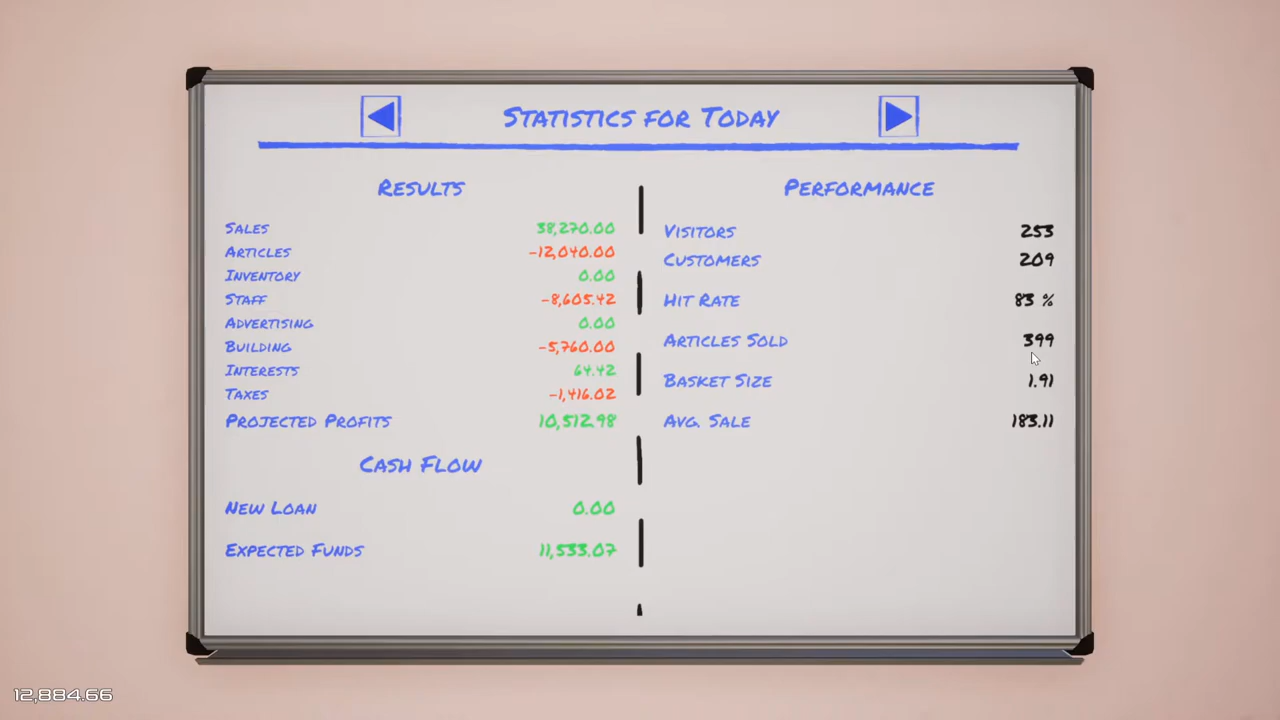 Statistics for Today
Results
Sales 38,270.00
Articles -12,040.00
Inventory 0.00
Staff -8,605.42
Advertising 0.00
Building -5,760.00
Interests 64.42
Taxes -1,416.02
Projected Profits 10,512.98
Cash Flow
New Loan 0.00
Expected Funds 11,533.07
Performance
Visitors 253
Customers 209
Hit Rate 83 %
Articles Sold 399
Basket Size 1.91
Avg. Sale 183.11
12,884.66